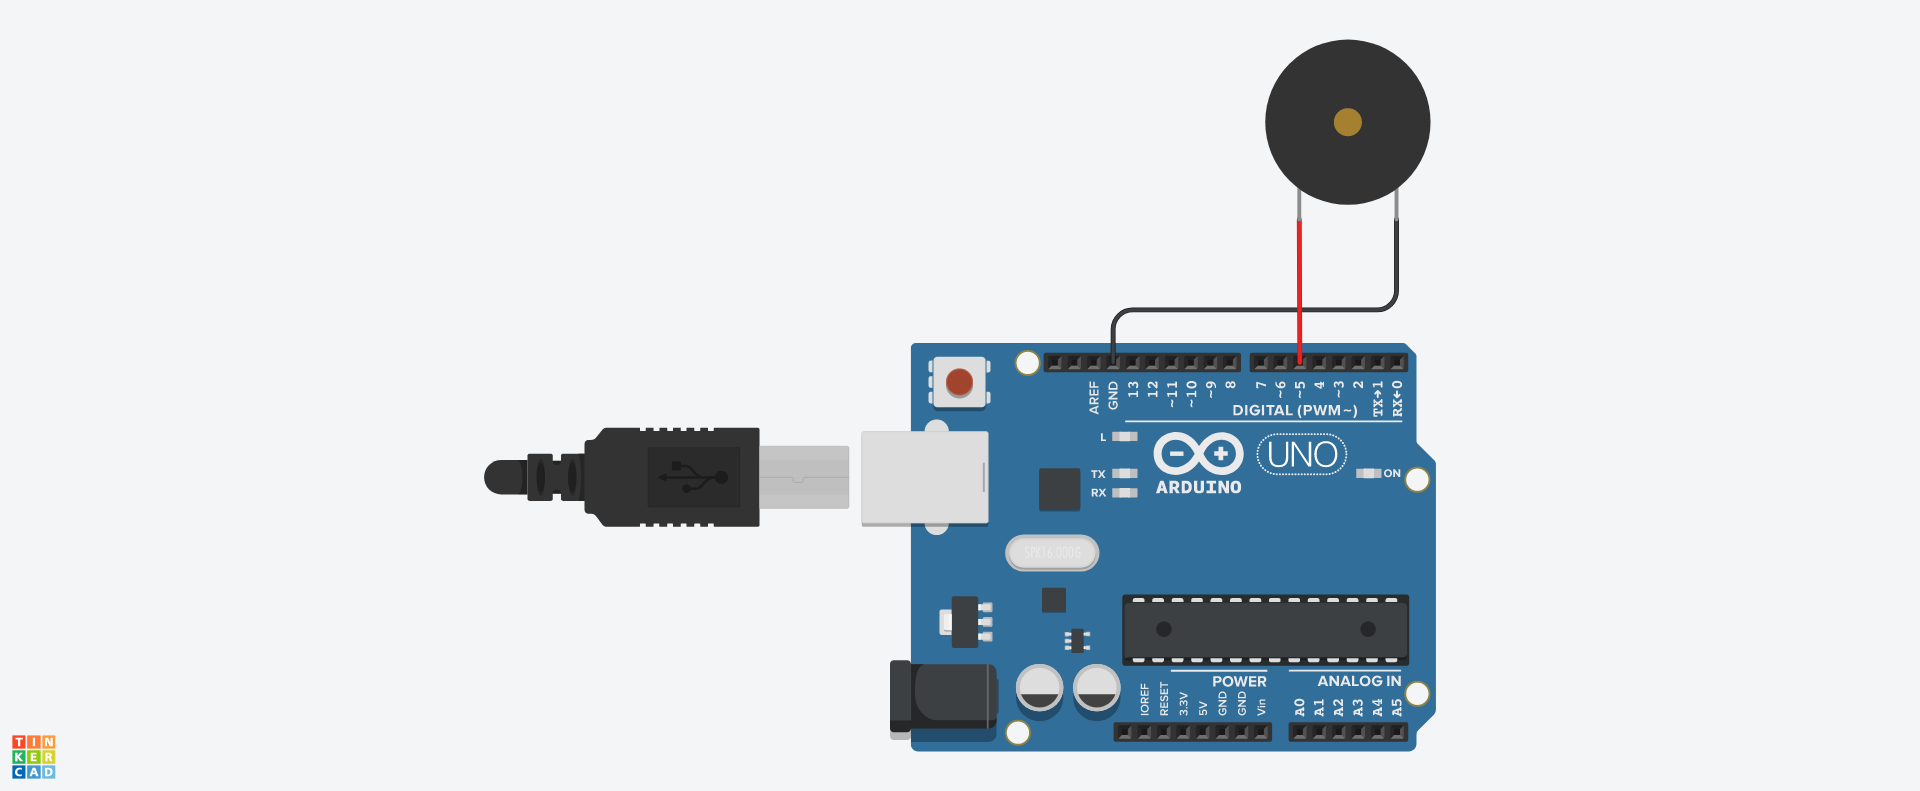 AREF
GND
13
12
~11
~10
~9
8
7
~6
~5
4
~3
2
TX→1
RX←0
DIGITAL (PWM~)
L
TX
RX
ARDUINO
UNO
ON
SPK16.000G
POWER
ANALOG IN
IOREF
RESET
3.3V
5V
GND
GND
Vin
A0
A1
A2
A3
A4
A5
TIN
KER
CAD